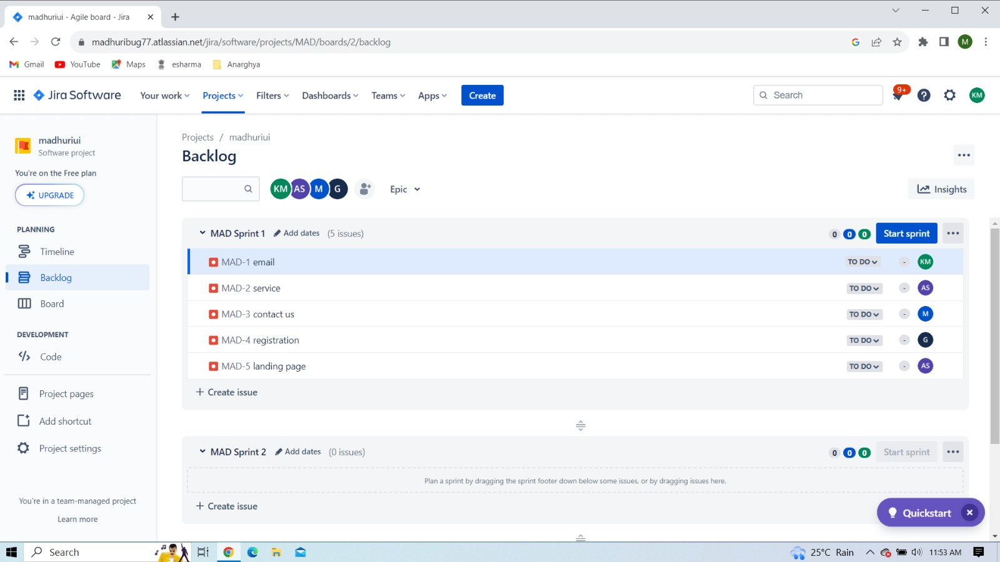 madhuriui - Agile board - Jira
madhuribug77.atlassian.net/jira/software/projects/MAD/boards/2/backlog
M
Gmail
YouTube
Maps
esharma
Anarghya
Jira Software
Your work
Projects
Filters
Dashboards
Teams
Apps
Create
Search
9+
KM
madhuriui
Software project
You're on the Free plan
UPGRADE
PLANNING
Timeline
Backlog
Board
DEVELOPMENT
Code
Project pages
Add shortcut
Project settings
You're in a team-managed project
Learn more
Projects / madhuriui
Backlog
KM AS M G
Epic
Insights
MAD Sprint 1 Add dates (5 issues) 0 0 0 Start sprint
MAD-1 email TO DO - KM
MAD-2 service TO DO - AS
MAD-3 contact us TO DO - M
MAD-4 registration TO DO - G
MAD-5 landing page TO DO - AS
+ Create issue
MAD Sprint 2 Add dates (0 issues) 0 0 0 Start sprint
Plan a sprint by dragging the sprint footer down below some issues, or by dragging issues here.
+ Create issue
Quickstart
Search
25°C Rain
11:53 AM